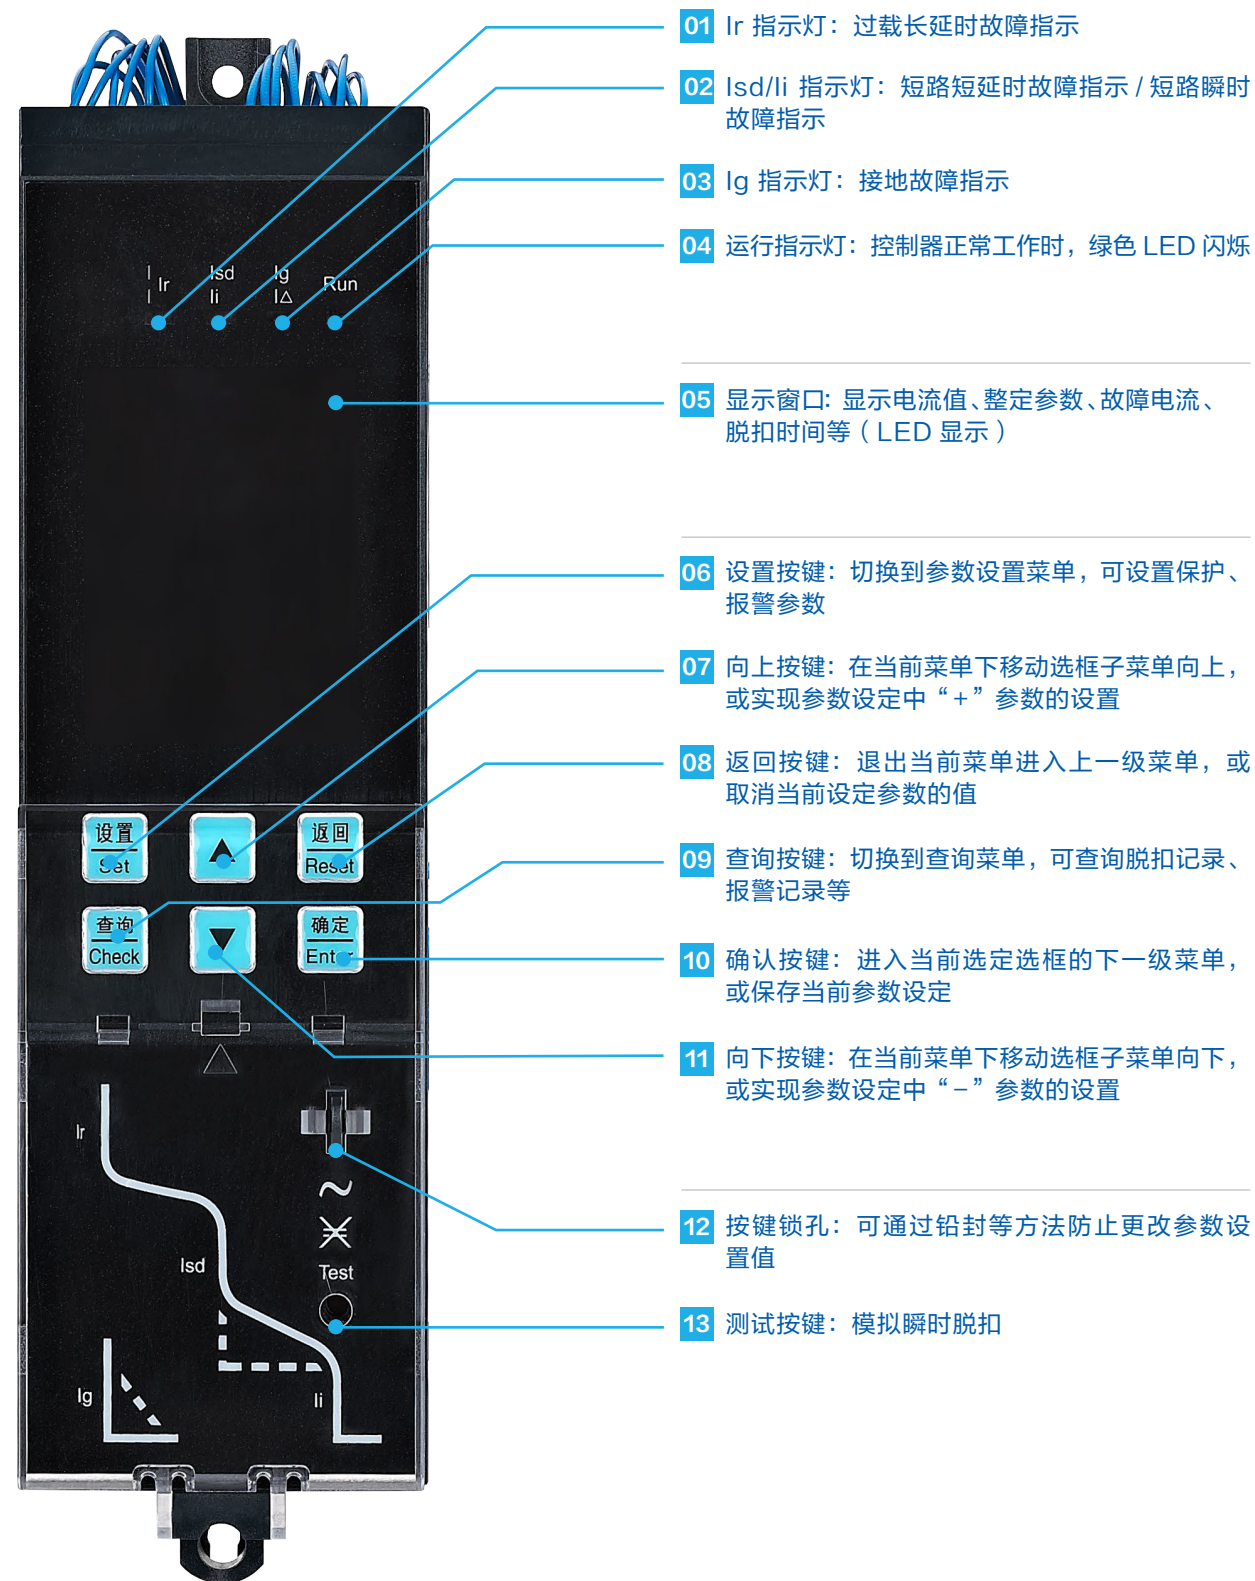 01 Ir 指示灯：过载长延时故障指示
02 Isd/Ii 指示灯：短路短延时故障指示 / 短路瞬时
故障指示
03 Ig 指示灯：接地故障指示
04 运行指示灯：控制器正常工作时，绿色 LED 闪烁
Ir
Isd
Ii
Ig
I△
Run
05 显示窗口：显示电流值、整定参数、故障电流、
脱扣时间等（LED 显示）
06 设置按键：切换到参数设置菜单，可设置保护、
报警参数
07 向上按键：在当前菜单下移动选框子菜单向上，
或实现参数设定中“+”参数的设置
08 返回按键：退出当前菜单进入上一级菜单，或
取消当前设定参数的值
设置
Set
▲
返回
Reset
09 查询按键：切换到查询菜单，可查询脱扣记录、
报警记录等
查询
Check
▼
确定
Enter
10 确认按键：进入当前选定选框的下一级菜单，
或保存当前参数设定
11 向下按键：在当前菜单下移动选框子菜单向下，
或实现参数设定中“−”参数的设置
Ir
12 按键锁孔：可通过铅封等方法防止更改参数设
置值
Isd
Test
13 测试按键：模拟瞬时脱扣
Ig
Ii